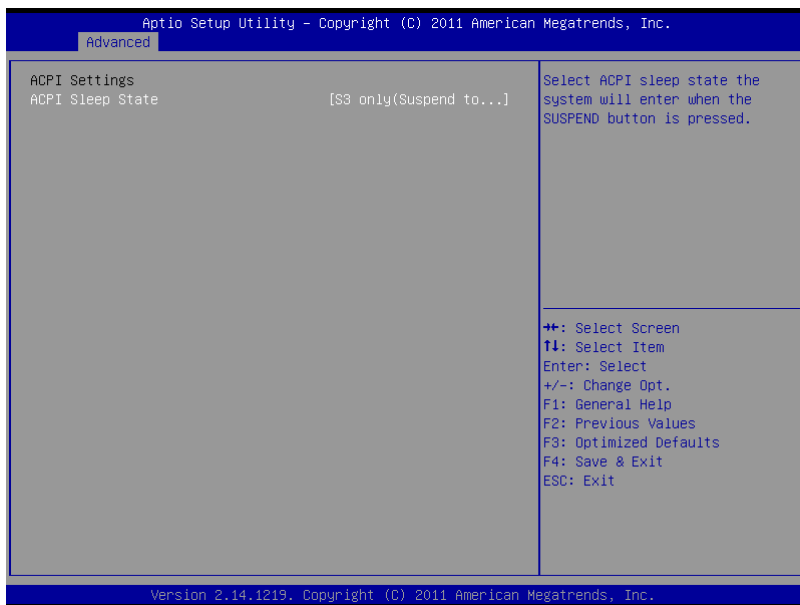 Aptio Setup Utility – Copyright (C) 2011 American Megatrends, Inc.
Advanced
ACPI Settings
ACPI Sleep State [S3 only(Suspend to...]
Select ACPI sleep state the
system will enter when the
SUSPEND button is pressed.
→←: Select Screen
↑↓: Select Item
Enter: Select
+/-: Change Opt.
F1: General Help
F2: Previous Values
F3: Optimized Defaults
F4: Save & Exit
ESC: Exit
Version 2.14.1219. Copyright (C) 2011 American Megatrends, Inc.